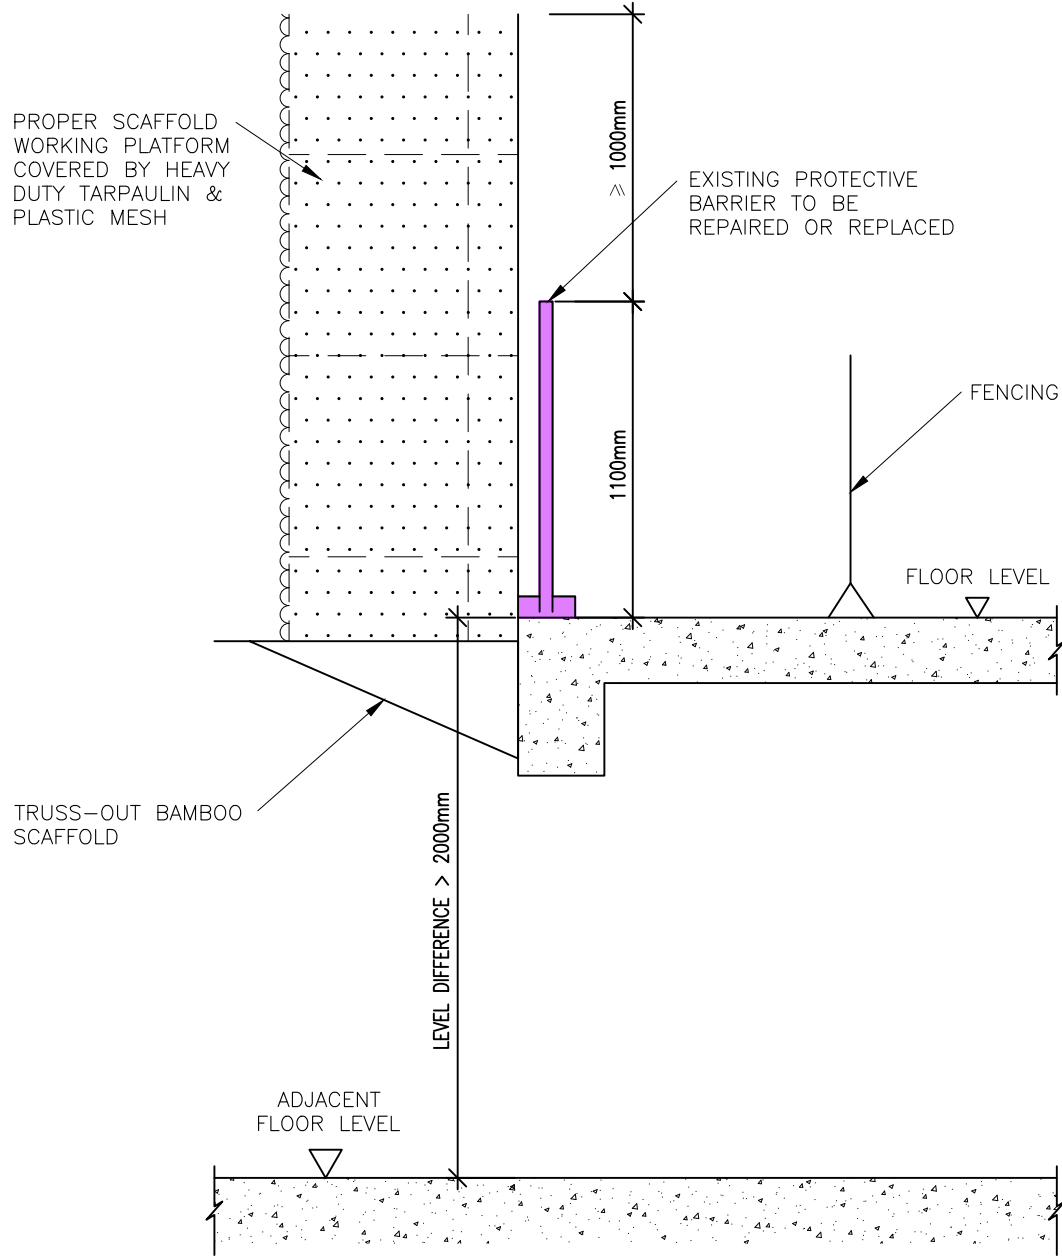 PROPER SCAFFOLD
WORKING PLATFORM
COVERED BY HEAVY
DUTY TARPAULIN &
PLASTIC MESH
⩾ 1000mm
EXISTING PROTECTIVE
BARRIER TO BE
REPAIRED OR REPLACED
FENCING
1100mm
FLOOR LEVEL
TRUSS-OUT BAMBOO
SCAFFOLD
LEVEL DIFFERENCE > 2000mm
ADJACENT
FLOOR LEVEL